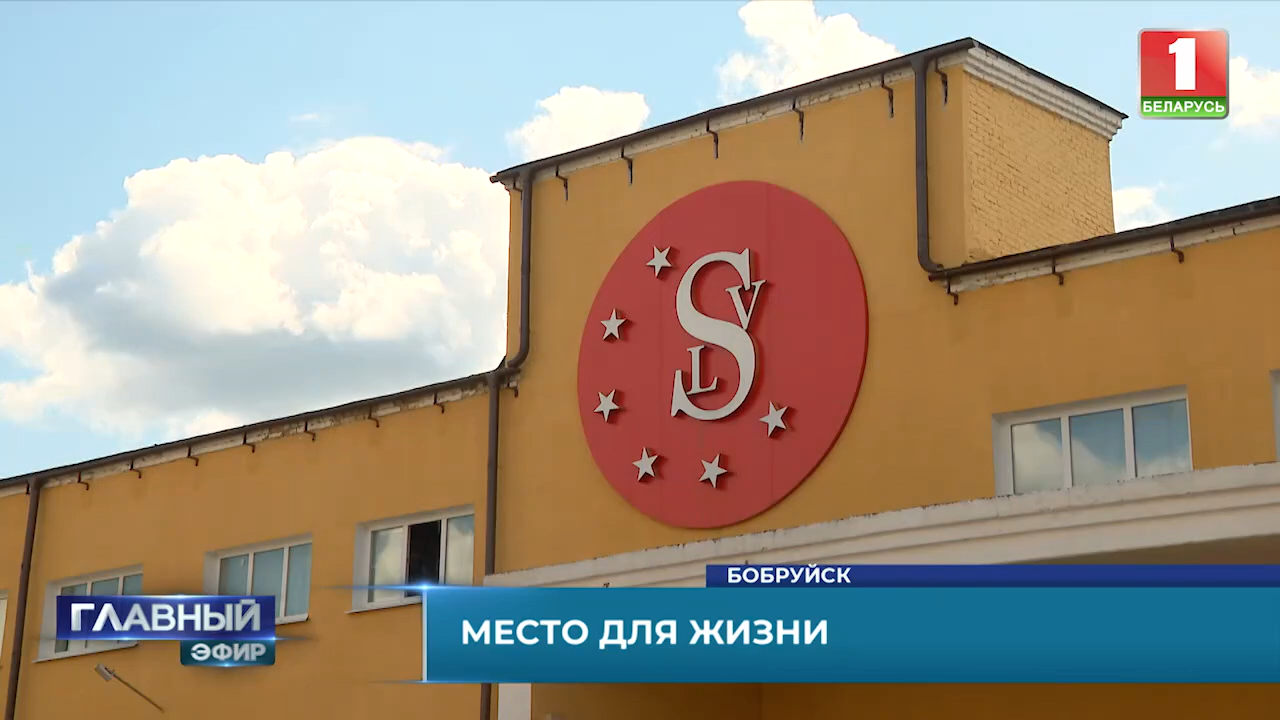 1
БЕЛАРУСЬ
S
V
L
БОБРУЙСК
МЕСТО ДЛЯ ЖИЗНИ
ГЛАВНЫЙ
ЭФИР